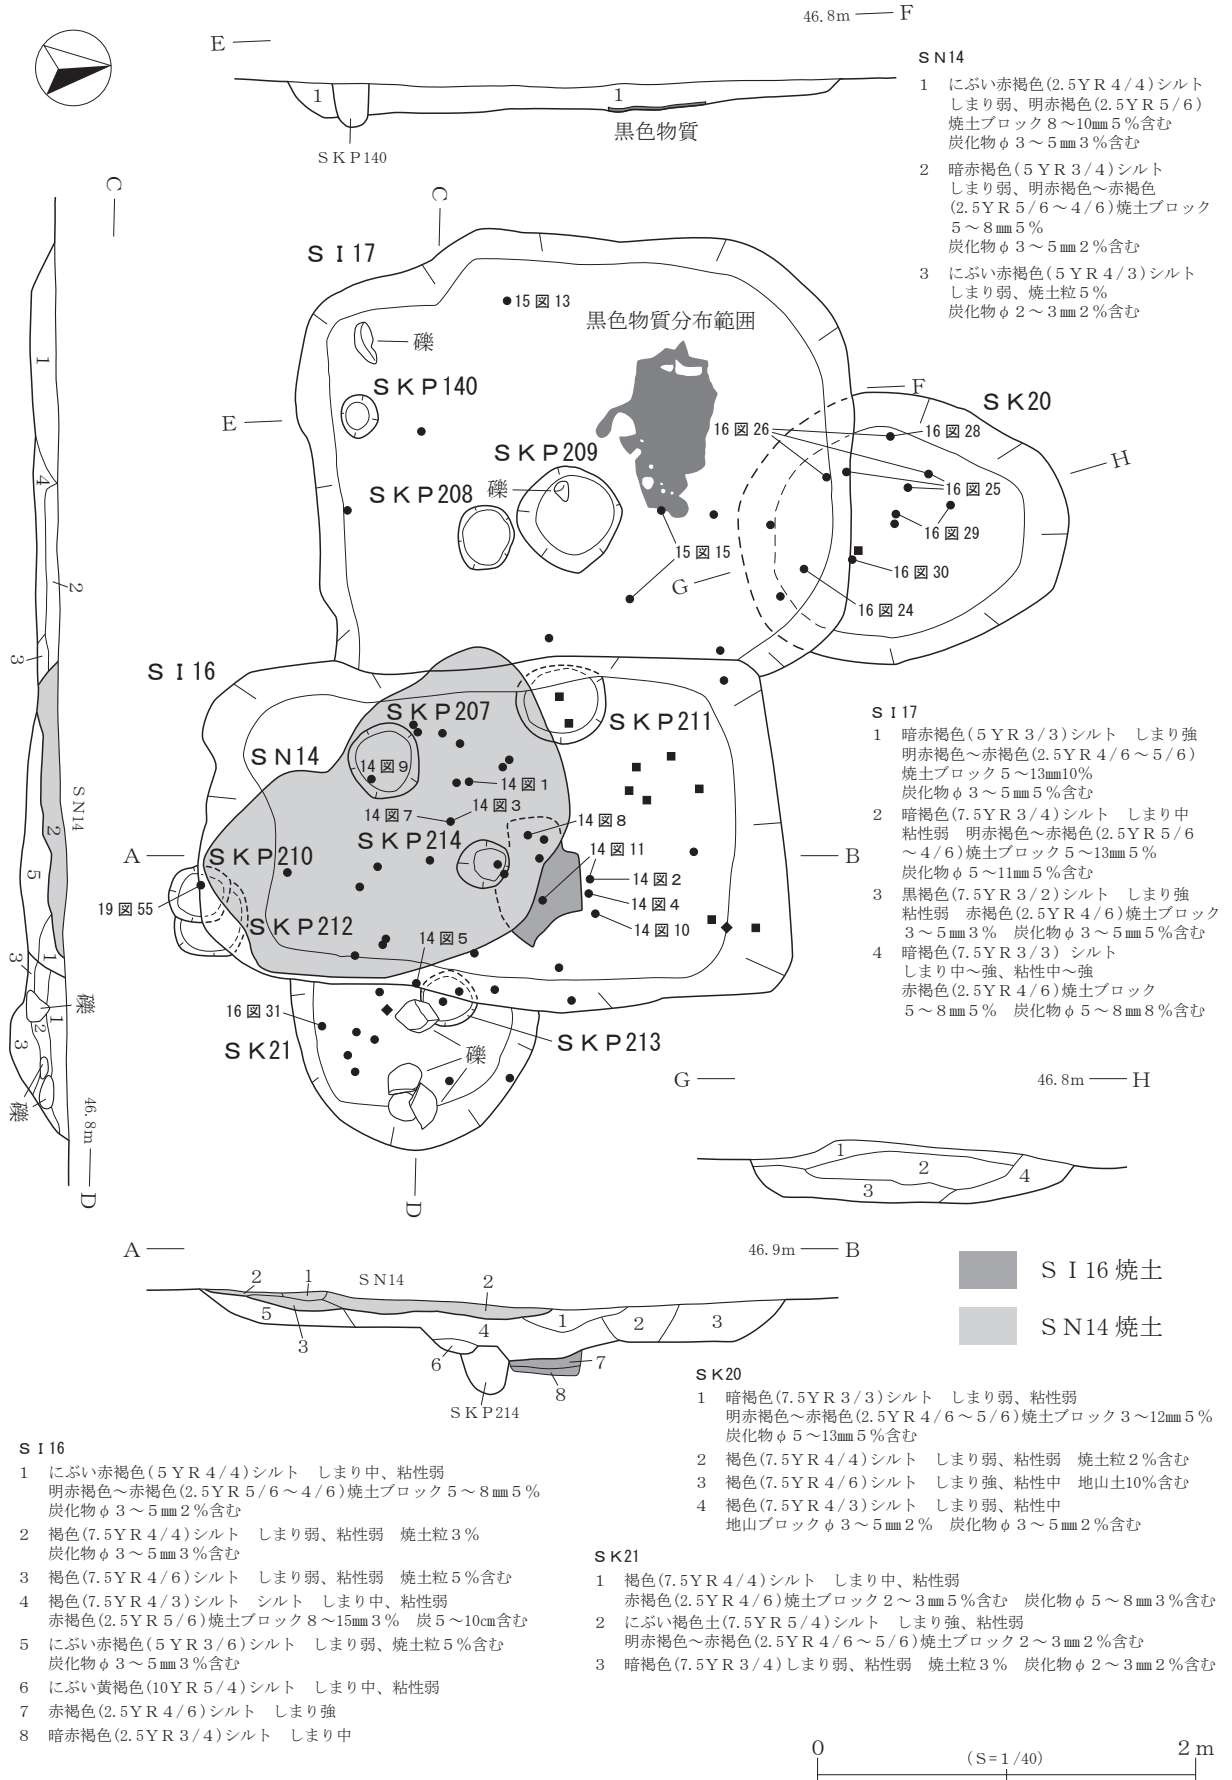 E
46.8m
F
1
1
黒色物質
SKP140
SN14
1 にぶい赤褐色(2.5YR4/4)シルト
しまり弱、明赤褐色(2.5YR5/6)
焼土ブロック8～10㎜5%含む
炭化物φ3～5㎜3%含む
2 暗赤褐色(5YR3/4)シルト
しまり弱、明赤褐色～赤褐色
(2.5YR5/6～4/6)焼土ブロック
5～8㎜5%
炭化物φ3～5㎜2%含む
3 にぶい赤褐色(5YR4/3)シルト
しまり弱、焼土粒5%
炭化物φ2～3㎜2%含む
C
C
SI17
15図13
黒色物質分布範囲
礫
SKP140
E
F
SK20
16図26
16図28
H
SKP209
SKP208
礫
16図25
16図29
15図15
G
16図30
16図24
1
4
2
3
SN14
2
5
1
3
礫
1
2
3
礫
46.8m
D
SI16
SKP207
SKP211
SN14
14図9
14図1
14図3
14図7
14図8
SKP214
14図11
A
SKP210
B
14図2
14図4
19図55
14図10
SKP212
14図5
16図31
SK21
SKP213
礫
D
SI17
1 暗赤褐色(5YR3/3)シルト しまり強
明赤褐色～赤褐色(2.5YR4/6～5/6)
焼土ブロック5～13㎜10%
炭化物φ3～5㎜5%含む
2 暗褐色(7.5YR3/4)シルト しまり中
粘性弱 明赤褐色～赤褐色(2.5YR5/6
～4/6)焼土ブロック5～13㎜5%
炭化物φ5～11㎜5%含む
3 黒褐色(7.5YR3/2)シルト しまり強
粘性弱 赤褐色(2.5YR4/6)焼土ブロック
3～5㎜3% 炭化物φ3～5㎜5%含む
4 暗褐色(7.5YR3/3) シルト
しまり中～強、粘性中～強
赤褐色(2.5YR4/6)焼土ブロック
5～8㎜5% 炭化物φ5～8㎜8%含む
G
46.8m
H
1
2
3
4
A
46.9m
B
2
1
SN14
2
5
3
4
1
2
3
6
7
8
SKP214
SI16焼土
SN14焼土
SK20
1 暗褐色(7.5YR3/3)シルト しまり弱、粘性弱
明赤褐色～赤褐色(2.5YR4/6～5/6)焼土ブロック3～12㎜5%
炭化物φ5～13㎜5%含む
2 褐色(7.5YR4/4)シルト しまり弱、粘性弱 焼土粒2%含む
3 褐色(7.5YR4/6)シルト しまり強、粘性中 地山土10%含む
4 褐色(7.5YR4/3)シルト しまり弱、粘性中
地山ブロックφ3～5㎜2% 炭化物φ3～5㎜2%含む
SI16
1 にぶい赤褐色(5YR4/4)シルト しまり中、粘性弱
明赤褐色～赤褐色(2.5YR5/6～4/6)焼土ブロック5～8㎜5%
炭化物φ3～5㎜2%含む
2 褐色(7.5YR4/4)シルト しまり弱、粘性弱 焼土粒3%
炭化物φ3～5㎜3%含む
3 褐色(7.5YR4/6)シルト しまり弱、粘性弱 焼土粒5%含む
4 褐色(7.5YR4/3)シルト シルト しまり中、粘性弱
赤褐色(2.5YR5/6)焼土ブロック8～15㎜3% 炭5～10㎝含む
5 にぶい赤褐色(5YR3/6)シルト しまり弱、焼土粒5%含む
炭化物φ3～5㎜3%含む
6 にぶい黄褐色(10YR5/4)シルト しまり中、粘性弱
7 赤褐色(2.5YR4/6)シルト しまり強
8 暗赤褐色(2.5YR3/4)シルト しまり中
SK21
1 褐色(7.5YR4/4)シルト しまり中、粘性弱
赤褐色(2.5YR4/6)焼土ブロック2～3㎜5%含む 炭化物φ5～8㎜3%含む
2 にぶい褐色土(7.5YR5/4)シルト しまり強、粘性弱
明赤褐色～赤褐色(2.5YR4/6～5/6)焼土ブロック2～3㎜2%含む
3 暗褐色(7.5YR3/4)しまり弱、粘性弱 焼土粒3% 炭化物φ2～3㎜2%含む
0
(S=1/40)
2m